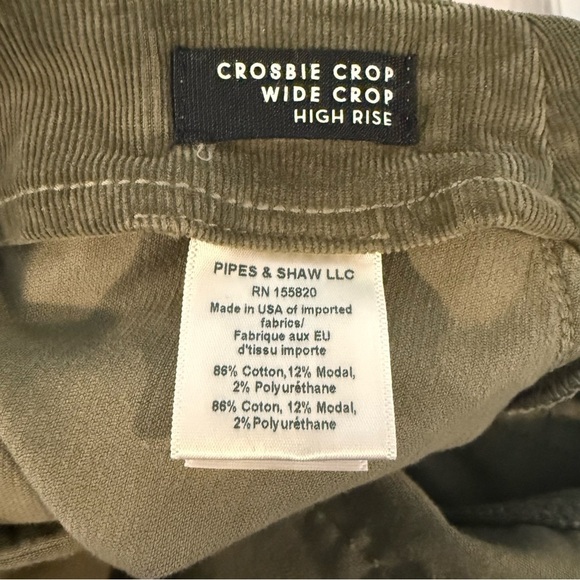 CROSBIE CROP
WIDE CROP
HIGH RISE
PIPES & SHAW LLC
RN 155820
Made in USA of imported
fabrics/
Fabrique aux EU
d'tissu importe
86% Cotton,12% Modal,
2% Polyuréthane
86% Coton, 12% Modal,
2%Polyuréthane